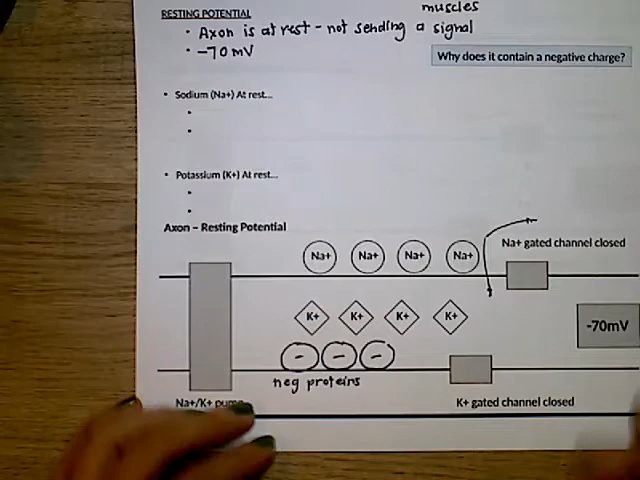 muscles
RESTING POTENTIAL
• Axon is at rest - not sending a signal
• -70 mV
Why does it contain a negative charge?
• Sodium (Na+) At rest...
• Potassium (K+) At rest...
Axon – Resting Potential
Na+ gated channel closed
Na+ Na+ Na+ Na+
K+ K+ K+ K+
-70mV
- - -
neg proteins
Na+/K+ pump
K+ gated channel closed